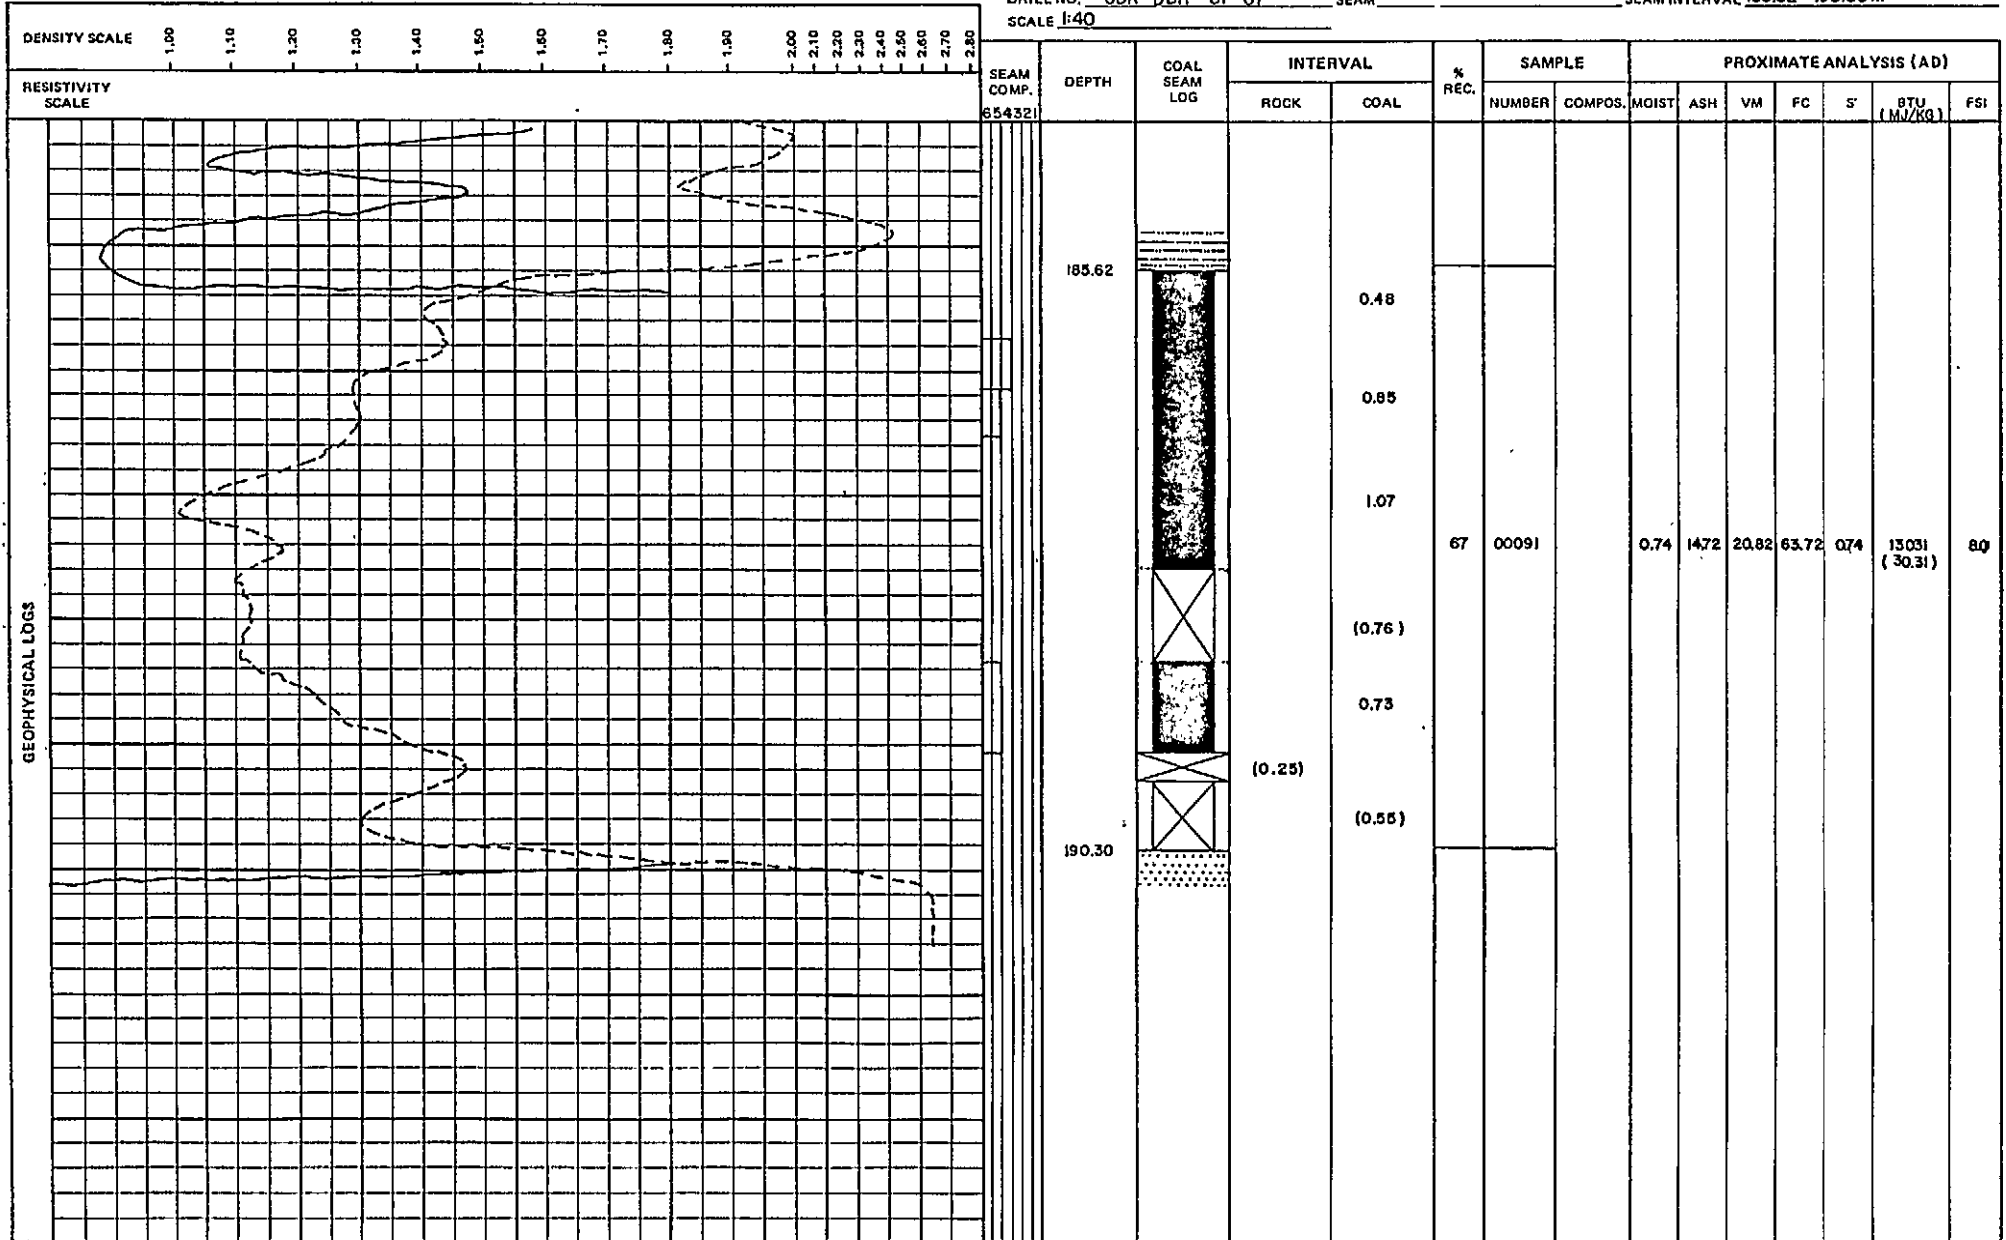 SCALE 1:40
DENSITY SCALE 1.00 1.10 1.20 1.30 1.40 1.50 1.60 1.70 1.80 1.90 2.00 2.10 2.20 2.30 2.40 2.50 2.60 2.70 2.80
RESISTIVITY SCALE
SEAM COMP. 654321
DEPTH
COAL SEAM LOG
INTERVAL
ROCK COAL
% REC.
SAMPLE
NUMBER COMPOS.
PROXIMATE ANALYSIS (AD)
MOIST ASH VM FC S BTU (MJ/KG) FSI
GEOPHYSICAL LOGS
185.62
0.48
0.85
1.07
67 00091 0.74 14.72 20.82 63.72 0.74 13031 8.0
(30.31)
(0.76)
0.73
(0.25)
(0.55)
190.30